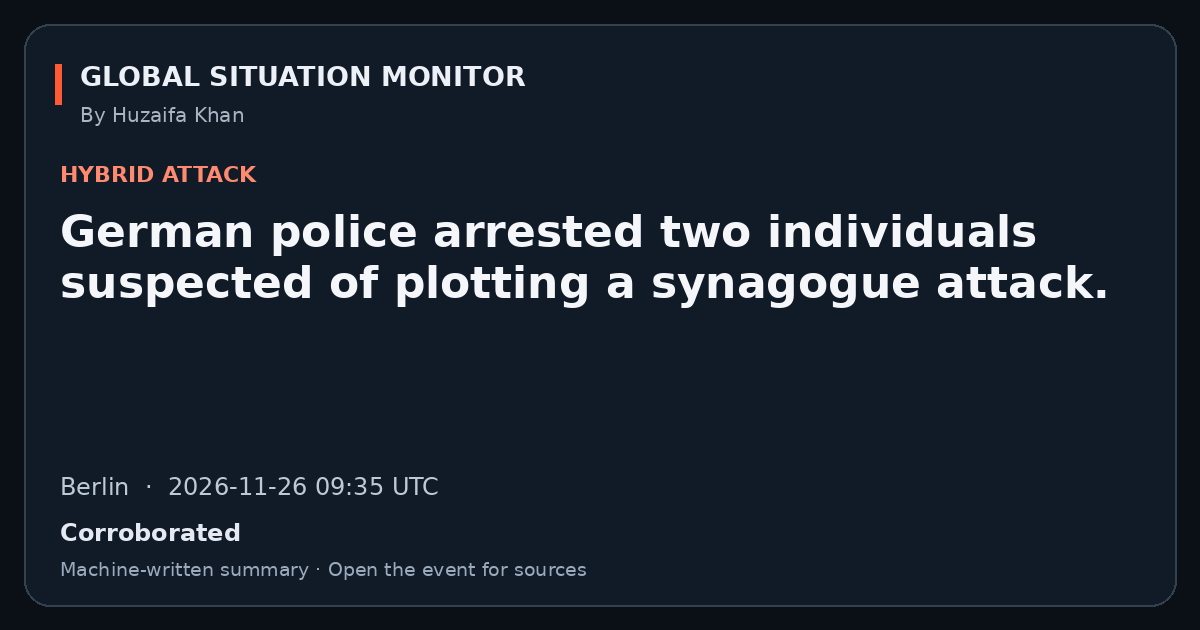 GLOBAL SITUATION MONITOR
By Huzaifa Khan
HYBRID ATTACK
German police arrested two individuals
suspected of plotting a synagogue attack.
Berlin · 2026-11-26 09:35 UTC
Corroborated
Machine-written summary · Open the event for sources